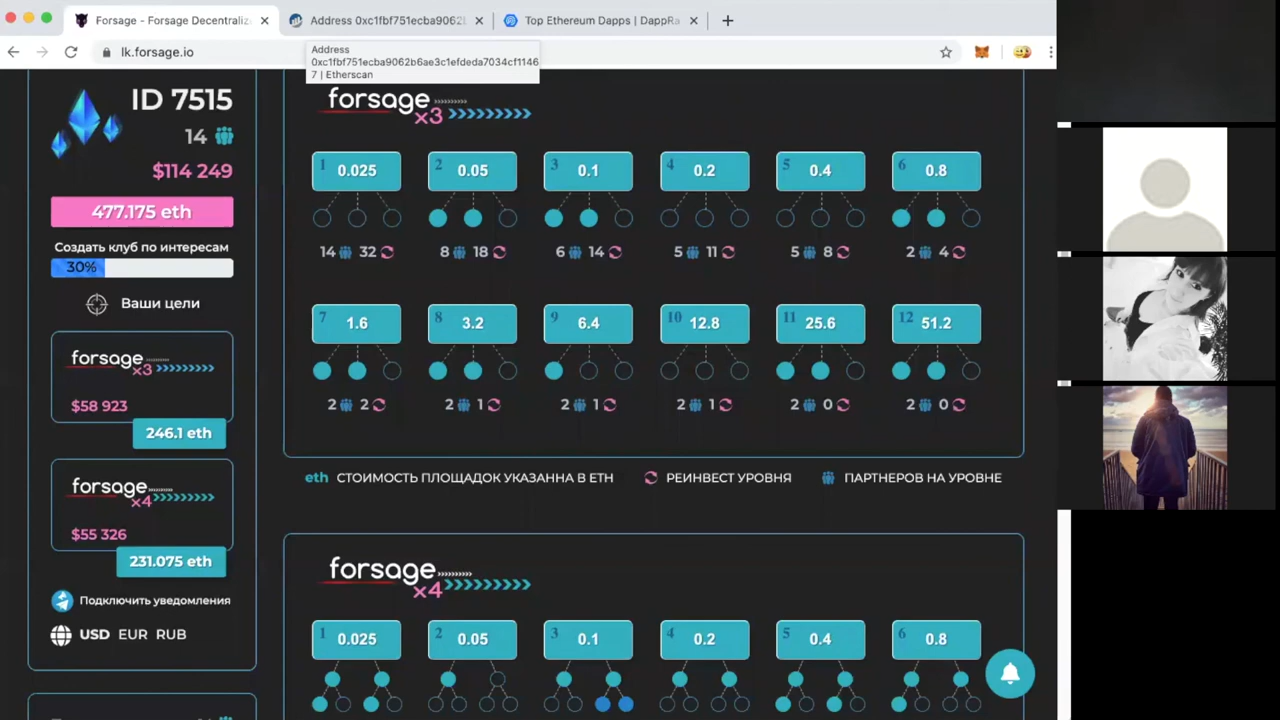 Forsage - Forsage Decentraliz
Address 0xc1fbf751ecba9062
Top Ethereum Dapps | DappRa
lk.forsage.io
Address
0xc1fbf751ecba9062b6ae3c1efdeda7034cf1146
7 | Etherscan
ID 7515
14
$114 249
477.175 eth
Создать клуб по интересам
30%
Ваши цели
forsage
x3
$58 923
246.1 eth
forsage
x4
$55 326
231.075 eth
Подключить уведомления
USD EUR RUB
forsage
x3
1 0.025
2 0.05
3 0.1
4 0.2
5 0.4
6 0.8
14 32
8 18
6 14
5 11
5 8
2 4
7 1.6
8 3.2
9 6.4
10 12.8
11 25.6
12 51.2
2 2
2 1
2 1
2 1
2 0
2 0
eth СТОИМОСТЬ ПЛОЩАДОК УКАЗАННА В ETH
РЕИНВЕСТ УРОВНЯ
ПАРТНЕРОВ НА УРОВНЕ
forsage
x4
1 0.025
2 0.05
3 0.1
4 0.2
5 0.4
6 0.8